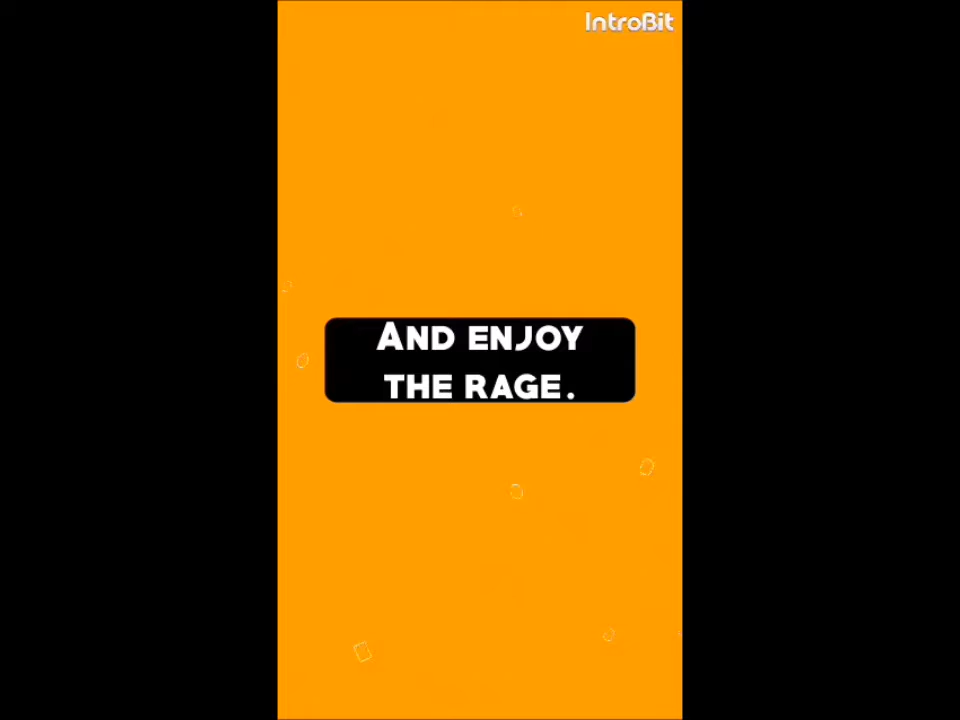 IntroBit
And enjoy
the rage.